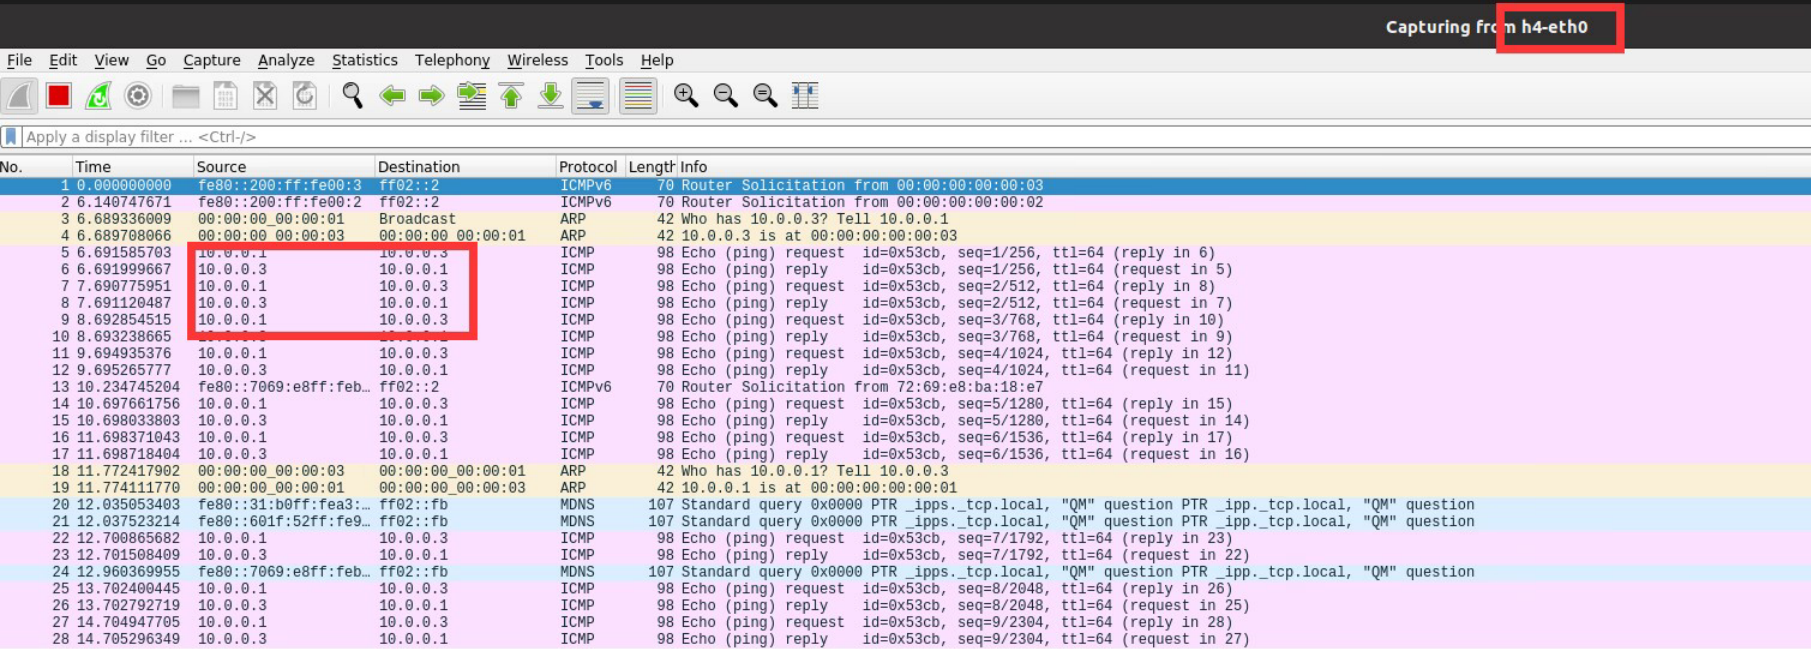 Capturing from h4-eth0
File Edit View Go Capture Analyze Statistics Telephony Wireless Tools Help
Apply a display filter ... <Ctrl-/>
No. Time Source Destination Protocol Length Info
1 0.000000000 fe80::200:ff:fe00:3 ff02::2 ICMPv6 70 Router Solicitation from 00:00:00:00:00:03
2 6.140747671 fe80::200:ff:fe00:2 ff02::2 ICMPv6 70 Router Solicitation from 00:00:00:00:00:02
3 6.689336009 00:00:00_00:00:01 Broadcast ARP 42 Who has 10.0.0.3? Tell 10.0.0.1
4 6.689708066 00:00:00_00:00:03 00:00:00_00:00:01 ARP 42 10.0.0.3 is at 00:00:00:00:00:03
5 6.691585703 10.0.0.1 10.0.0.3 ICMP 98 Echo (ping) request id=0x53cb, seq=1/256, ttl=64 (reply in 6)
6 6.691999667 10.0.0.3 10.0.0.1 ICMP 98 Echo (ping) reply id=0x53cb, seq=1/256, ttl=64 (request in 5)
7 7.690775951 10.0.0.1 10.0.0.3 ICMP 98 Echo (ping) request id=0x53cb, seq=2/512, ttl=64 (reply in 8)
8 7.691120487 10.0.0.3 10.0.0.1 ICMP 98 Echo (ping) reply id=0x53cb, seq=2/512, ttl=64 (request in 7)
9 8.692854515 10.0.0.1 10.0.0.3 ICMP 98 Echo (ping) request id=0x53cb, seq=3/768, ttl=64 (reply in 10)
10 8.693238665 ICMP 98 Echo (ping) reply id=0x53cb, seq=3/768, ttl=64 (request in 9)
11 9.694935376 10.0.0.1 10.0.0.3 ICMP 98 Echo (ping) request id=0x53cb, seq=4/1024, ttl=64 (reply in 12)
12 9.695265777 10.0.0.3 10.0.0.1 ICMP 98 Echo (ping) reply id=0x53cb, seq=4/1024, ttl=64 (request in 11)
13 10.234745204 fe80::7069:e8ff:feb… ff02::2 ICMPv6 70 Router Solicitation from 72:69:e8:ba:18:e7
14 10.697661756 10.0.0.1 10.0.0.3 ICMP 98 Echo (ping) request id=0x53cb, seq=5/1280, ttl=64 (reply in 15)
15 10.698033803 10.0.0.3 10.0.0.1 ICMP 98 Echo (ping) reply id=0x53cb, seq=5/1280, ttl=64 (request in 14)
16 11.698371043 10.0.0.1 10.0.0.3 ICMP 98 Echo (ping) request id=0x53cb, seq=6/1536, ttl=64 (reply in 17)
17 11.698718404 10.0.0.3 10.0.0.1 ICMP 98 Echo (ping) reply id=0x53cb, seq=6/1536, ttl=64 (request in 16)
18 11.772417902 00:00:00_00:00:03 00:00:00_00:00:01 ARP 42 Who has 10.0.0.1? Tell 10.0.0.3
19 11.774111770 00:00:00_00:00:01 00:00:00_00:00:03 ARP 42 10.0.0.1 is at 00:00:00:00:00:01
20 12.035053403 fe80::31:b0ff:fea3:… ff02::fb MDNS 107 Standard query 0x0000 PTR _ipps._tcp.local, "QM" question PTR _ipp._tcp.local, "QM" question
21 12.037523214 fe80::601f:52ff:fe9… ff02::fb MDNS 107 Standard query 0x0000 PTR _ipps._tcp.local, "QM" question PTR _ipp._tcp.local, "QM" question
22 12.700865682 10.0.0.1 10.0.0.3 ICMP 98 Echo (ping) request id=0x53cb, seq=7/1792, ttl=64 (reply in 23)
23 12.701508409 10.0.0.3 10.0.0.1 ICMP 98 Echo (ping) reply id=0x53cb, seq=7/1792, ttl=64 (request in 22)
24 12.960369955 fe80::7069:e8ff:feb… ff02::fb MDNS 107 Standard query 0x0000 PTR _ipps._tcp.local, "QM" question PTR _ipp._tcp.local, "QM" question
25 13.702400445 10.0.0.1 10.0.0.3 ICMP 98 Echo (ping) request id=0x53cb, seq=8/2048, ttl=64 (reply in 26)
26 13.702792719 10.0.0.3 10.0.0.1 ICMP 98 Echo (ping) reply id=0x53cb, seq=8/2048, ttl=64 (request in 25)
27 14.704947705 10.0.0.1 10.0.0.3 ICMP 98 Echo (ping) request id=0x53cb, seq=9/2304, ttl=64 (reply in 28)
28 14.705296349 10.0.0.3 10.0.0.1 ICMP 98 Echo (ping) reply id=0x53cb, seq=9/2304, ttl=64 (request in 27)